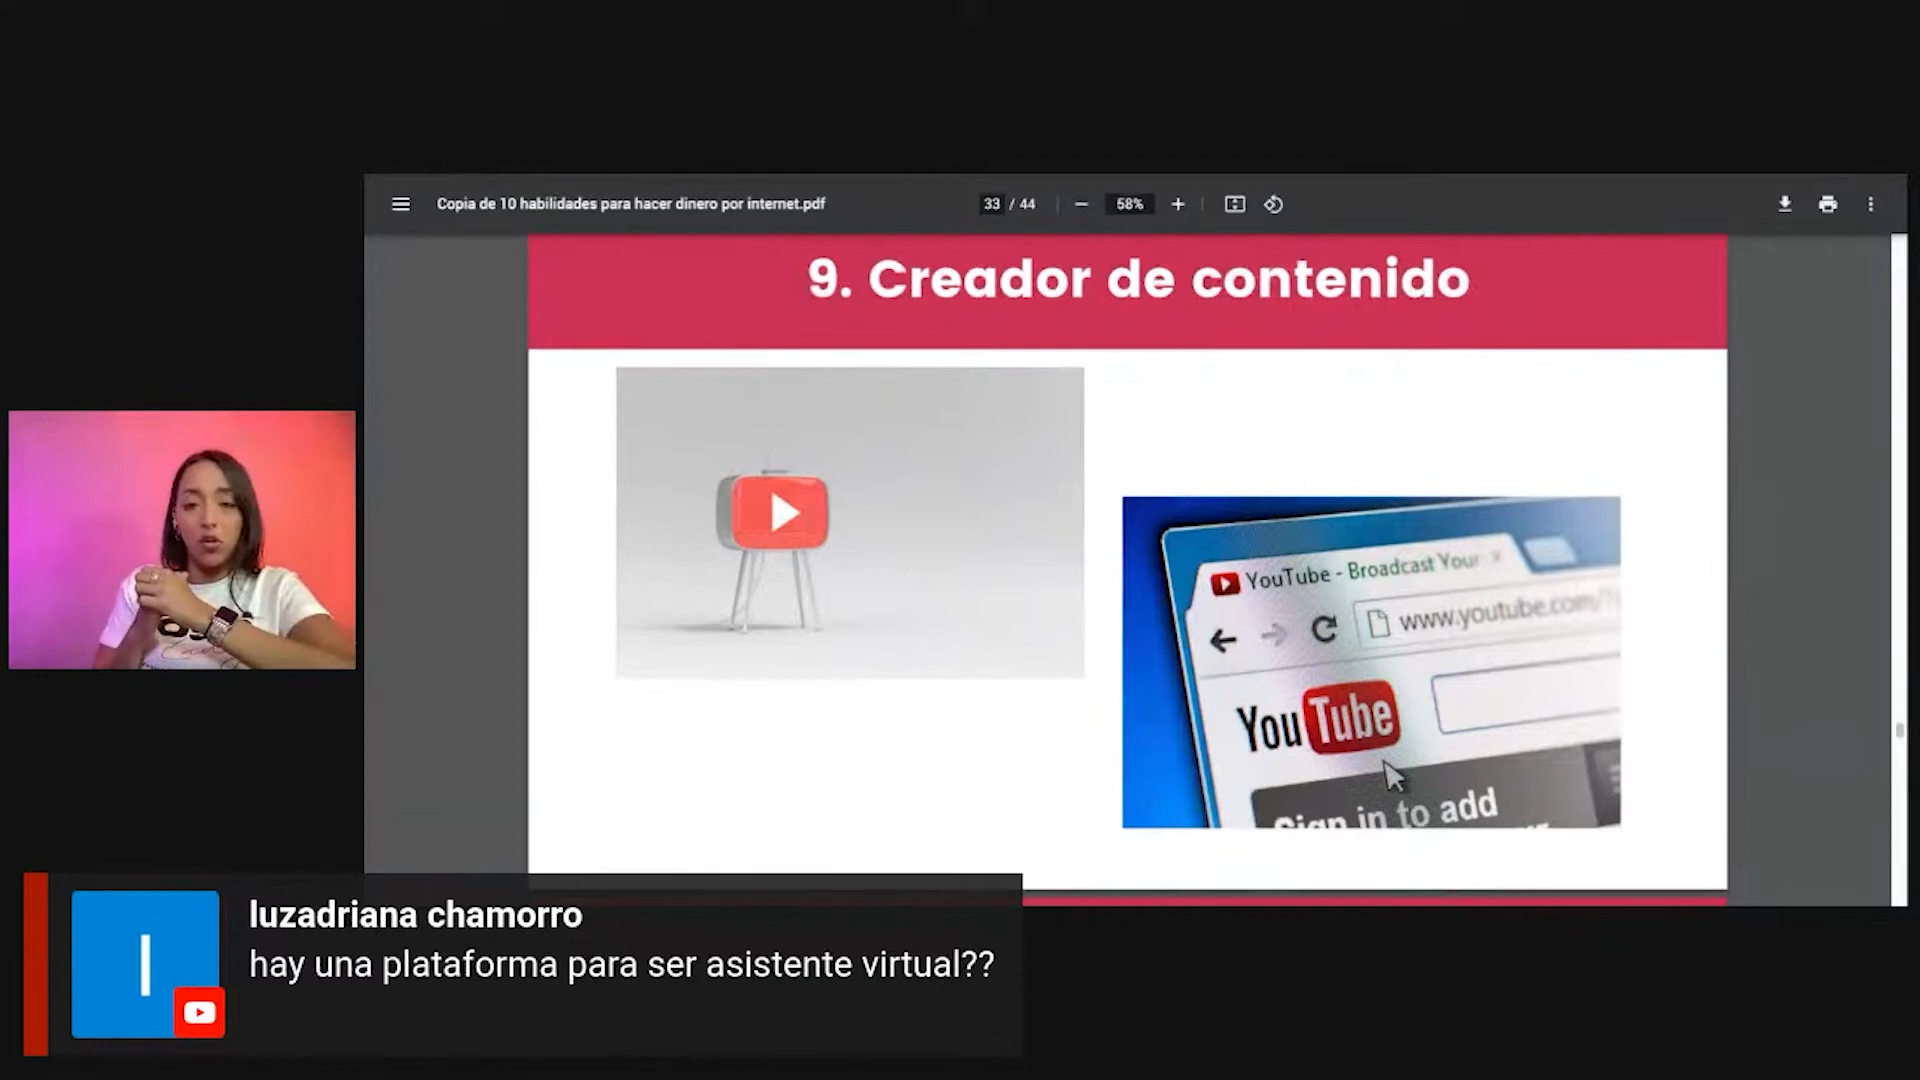 Copia de 10 habilidades para hacer dinero por internet.pdf
33 / 44
58%
9. Creador de contenido
YouTube - Broadcast Your
www.youtube.com/
YouTube
Sign in to add
luzadriana chamorro
hay una plataforma para ser asistente virtual??
l